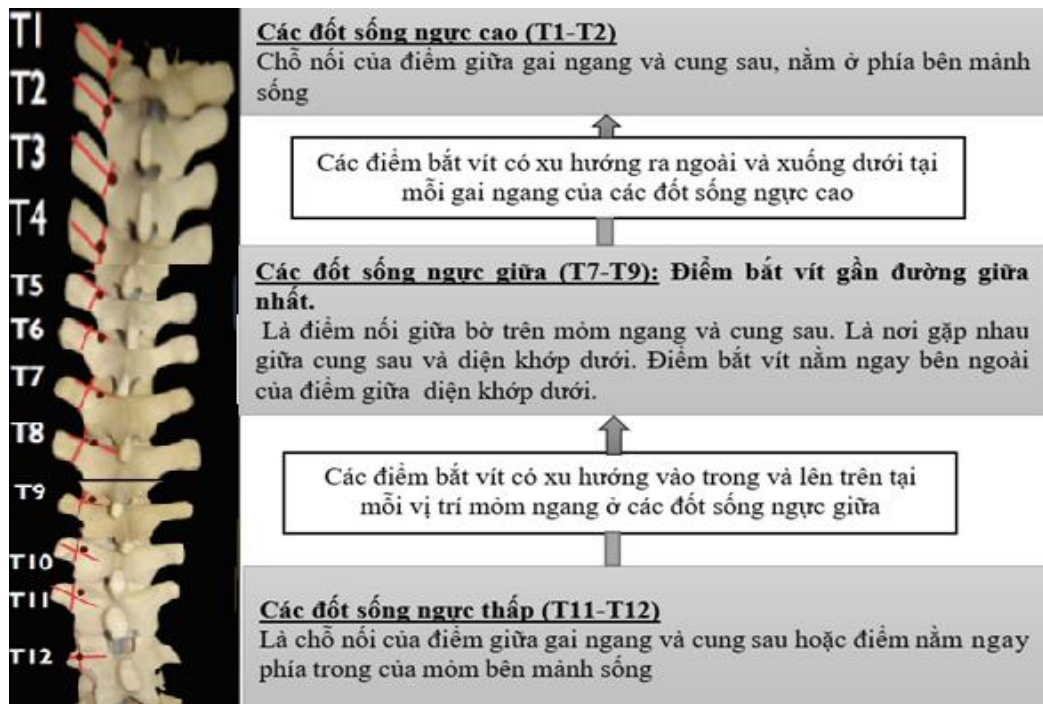 T1
T2
T3
T4
T5
T6
T7
T8
T9
T10
T11
T12
Các đốt sống ngực cao (T1-T2)
Chỗ nối của điểm giữa gai ngang và cung sau, nằm ở phía bên mảnh
sống
Các điểm bắt vít có xu hướng ra ngoài và xuống dưới tại
mỗi gai ngang của các đốt sống ngực cao
Các đốt sống ngực giữa (T7-T9): Điểm bắt vít gần đường giữa
nhất.
Là điểm nối giữa bờ trên mỏm ngang và cung sau. Là nơi gặp nhau
giữa cung sau và diện khớp dưới. Điểm bắt vít nằm ngay bên ngoài
của điểm giữa diện khớp dưới.
Các điểm bắt vít có xu hướng vào trong và lên trên tại
mỗi vị trí mỏm ngang ở các đốt sống ngực giữa
Các đốt sống ngực thấp (T11-T12)
Là chỗ nối của điểm giữa gai ngang và cung sau hoặc điểm nằm ngay
phía trong của mỏm bên mảnh sống